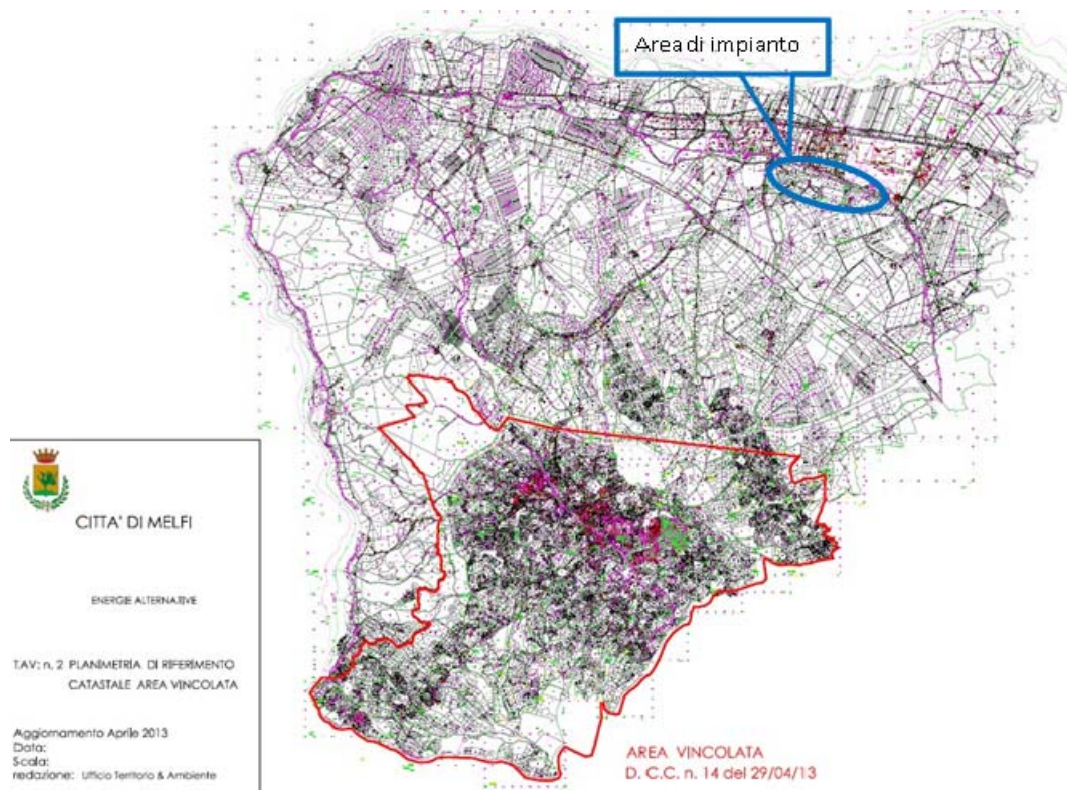 Area di impianto
CITTA' DI MELFI
ENERGIE ALTERNATIVE
TAV: n. 2 PLANIMETRIA DI RIFERIMENTO
CATASTALE AREA VINCOLATA
Aggiornamento Aprile 2013
Data:
Scala:
redazione: Ufficio Territorio & Ambiente
AREA VINCOLATA
D. C.C. n. 14 del 29/04/13